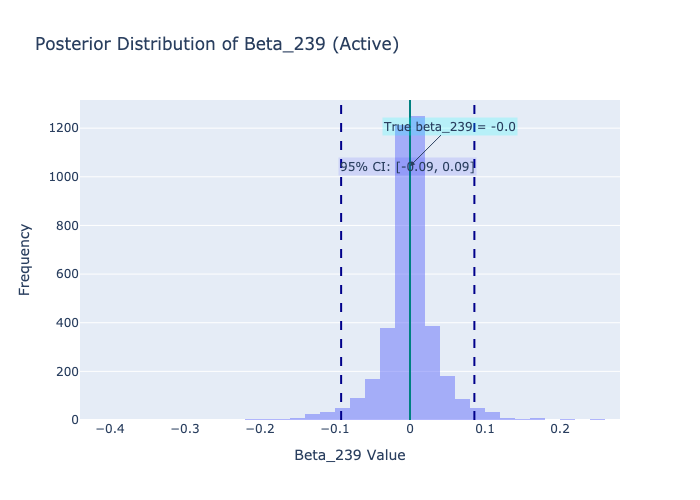 Posterior Distribution of Beta_239 (Active)
1200
1000
800
600
400
200
0
Frequency
True beta_239 = -0.0
95% CI: [-0.09, 0.09]
−0.4
−0.3
−0.2
−0.1
0
0.1
0.2
Beta_239 Value